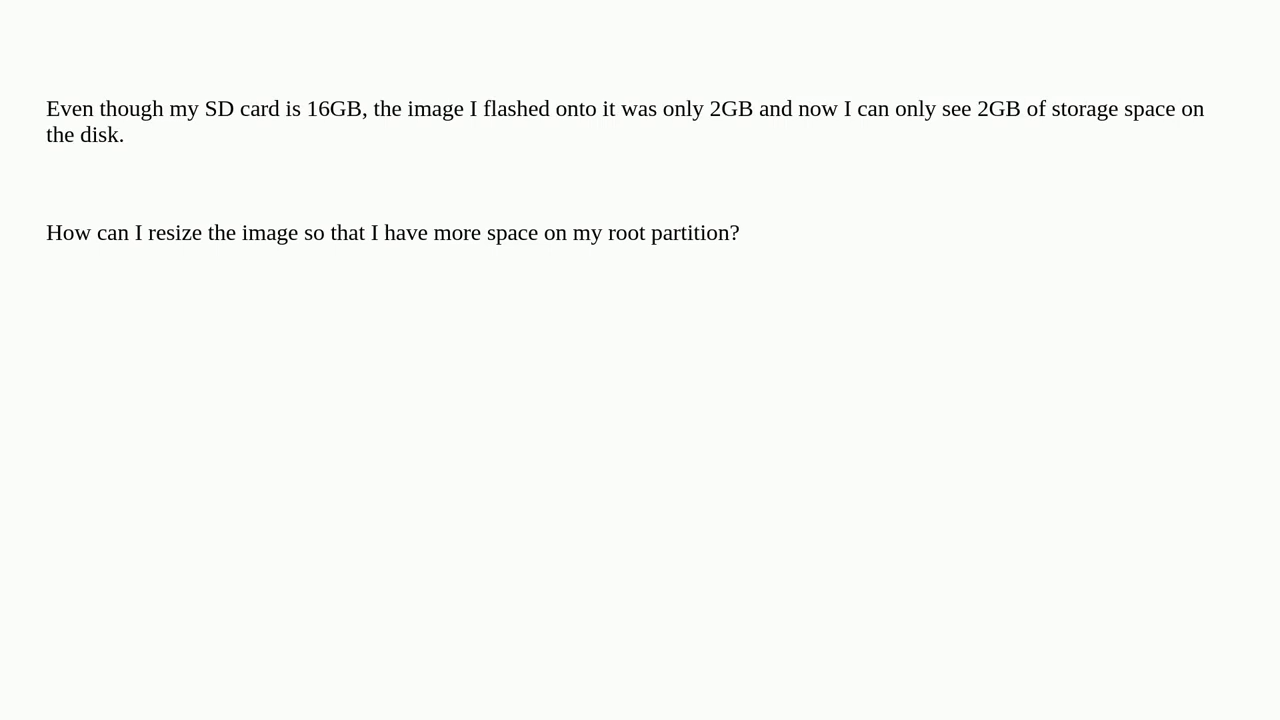 Even though my SD card is 16GB, the image I flashed onto it was only 2GB and now I can only see 2GB of storage space on
the disk.
How can I resize the image so that I have more space on my root partition?